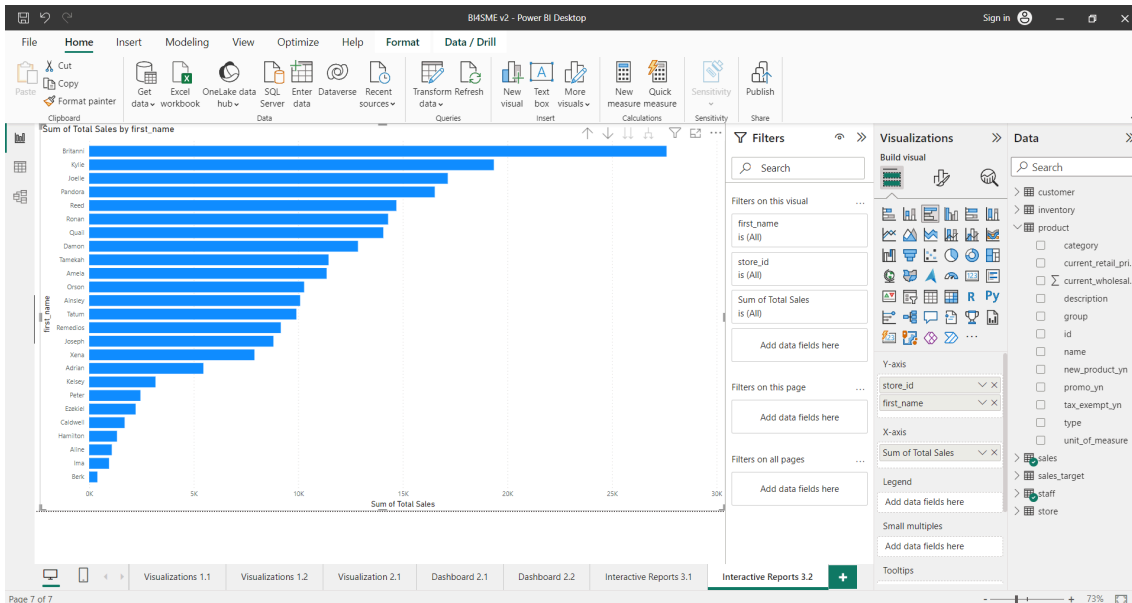 BI4SME v2 - Power BI Desktop
Sign in
File Home Insert Modeling View Optimize Help Format Data / Drill
Paste
Cut
Copy
Format painter
Clipboard
Get data
Excel workbook
OneLake data hub
SQL Server
Enter data
Dataverse
Recent sources
Data
Transform data
Refresh
Queries
New visual
Text box
More visuals
Insert
New measure
Quick measure
Calculations
Sensitivity
Sensitivity
Publish
Share
Sum of Total Sales by first_name
first_name
Britanni
Kylie
Joelle
Pandora
Reed
Ronan
Quail
Damon
Tamekah
Amela
Orson
Ainsley
Tatum
Remedios
Joseph
Xena
Adrian
Kelsey
Peter
Ezekiel
Caldwell
Hamilton
Aline
Ima
Berk
0K 5K 10K 15K 20K 25K 30K
Sum of Total Sales
Filters
Search
Filters on this visual ...
first_name
is (All)
store_id
is (All)
Sum of Total Sales
is (All)
Add data fields here
Filters on this page ...
Add data fields here
Filters on all pages ...
Add data fields here
Visualizations
Build visual
123
R Py
...
Y-axis
store_id
first_name
X-axis
Sum of Total Sales
Legend
Add data fields here
Small multiples
Add data fields here
Tooltips
Data
Search
customer
inventory
product
category
current_retail_pri...
current_wholesal...
description
group
id
name
new_product_yn
promo_yn
tax_exempt_yn
type
unit_of_measure
sales
sales_target
staff
store
Visualizations 1.1 Visualizations 1.2 Visualization 2.1 Dashboard 2.1 Dashboard 2.2 Interactive Reports 3.1 Interactive Reports 3.2 +
Page 7 of 7
- + 73%